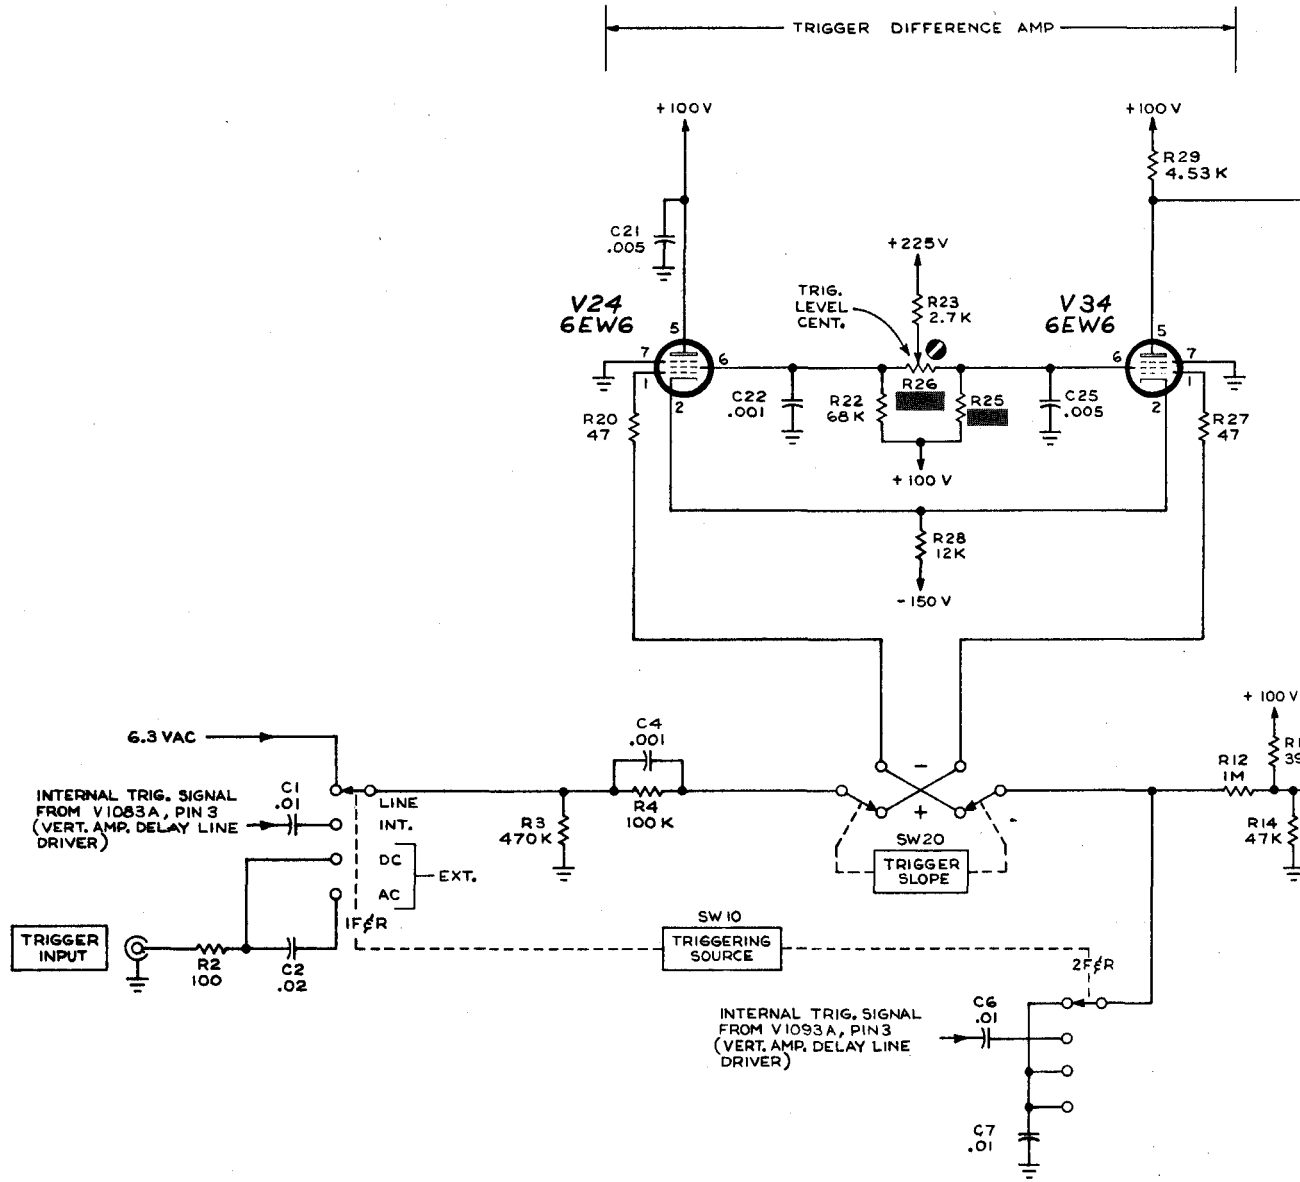 TRIGGER DIFFERENCE AMP
+100V
+100V
R29
4.53K
C21
.005
+225V
TRIG.
LEVEL
CENT.
R23
2.7K
V24
6EW6
V34
6EW6
5
7
6
1
2
5
6
7
1
2
R20
47
C22
.001
R22
68K
R26
R25
C25
.005
R27
47
+100V
R28
12K
-150V
6.3 VAC
C4
.001
R4
100K
R3
470K
INTERNAL TRIG. SIGNAL
FROM V1083A, PIN 3
(VERT. AMP. DELAY LINE
DRIVER)
C1
.01
LINE
INT.
DC
AC
EXT.
1F&R
TRIGGER
INPUT
R2
100
C2
.02
-
+
SW20
TRIGGER
SLOPE
+100V
R12
1M
R1
39
R14
47K
SW10
TRIGGERING
SOURCE
2F&R
INTERNAL TRIG. SIGNAL
FROM V1093A, PIN 3
(VERT. AMP. DELAY LINE
DRIVER)
C6
.01
C7
.01